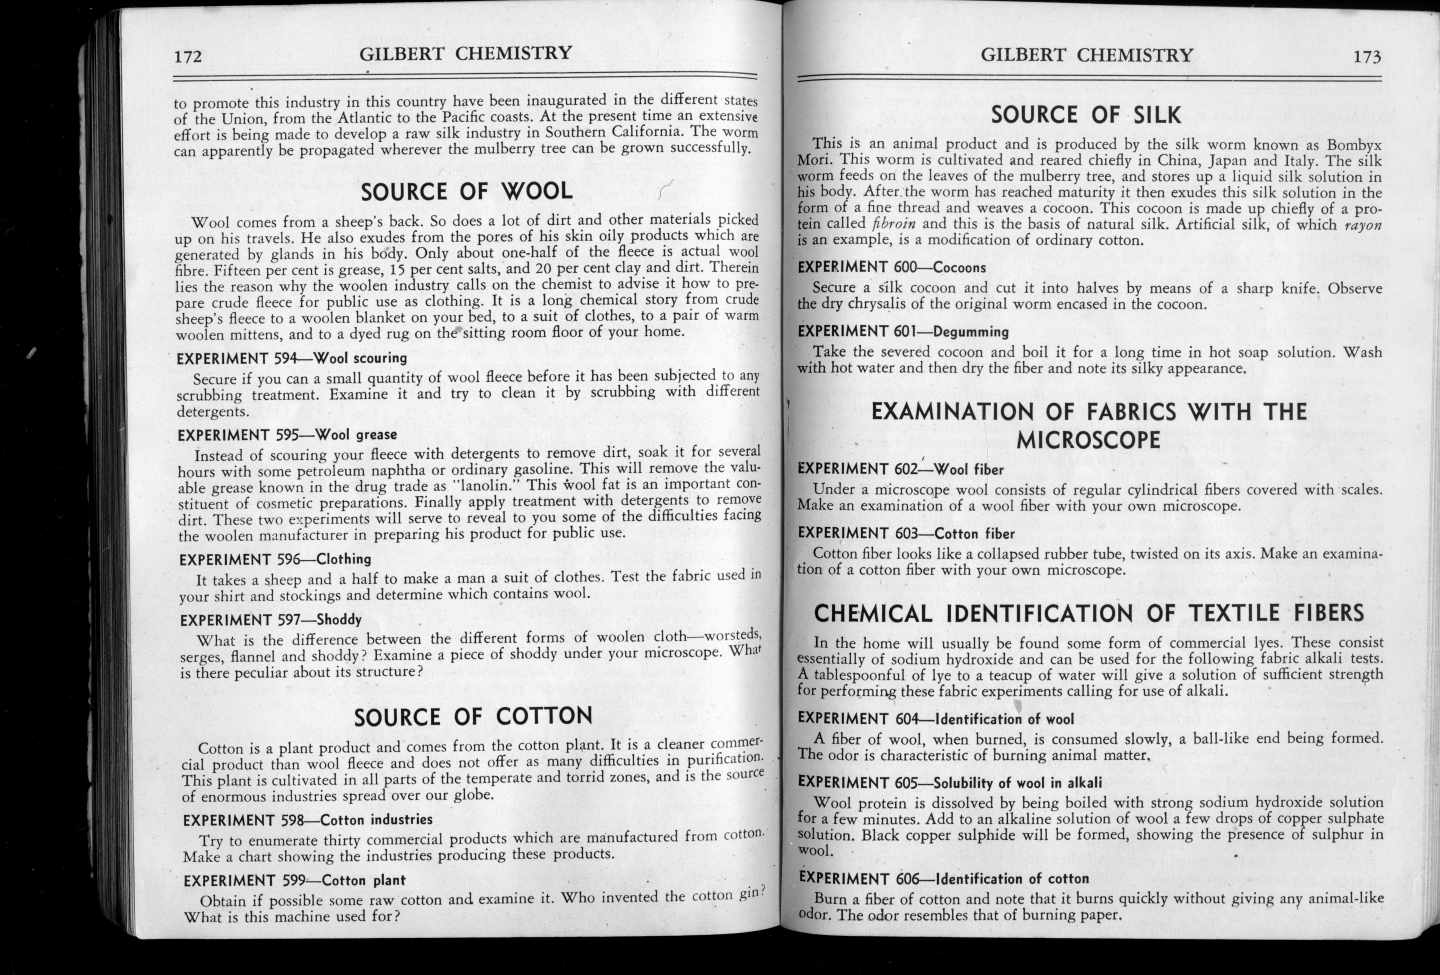 172 GILBERT CHEMISTRY
to promote this industry in this country have been inaugurated in the different states
of the Union, from the Atlantic to the Pacific coasts. At the present time an extensive
effort is being made to develop a raw silk industry in Southern California. The worm
can apparently be propagated wherever the mulberry tree can be grown successfully.
SOURCE OF WOOL
Wool comes from a sheep's back. So does a lot of dirt and other materials picked
up on his travels. He also exudes from the pores of his skin oily products which are
generated by glands in his body. Only about one-half of the fleece is actual wool
fibre. Fifteen per cent is grease, 15 per cent salts, and 20 per cent clay and dirt. Therein
lies the reason why the woolen industry calls on the chemist to advise it how to pre-
pare crude fleece for public use as clothing. It is a long chemical story from crude
sheep's fleece to a woolen blanket on your bed, to a suit of clothes, to a pair of warm
woolen mittens, and to a dyed rug on the sitting room floor of your home.
EXPERIMENT 594—Wool scouring
Secure if you can a small quantity of wool fleece before it has been subjected to any
scrubbing treatment. Examine it and try to clean it by scrubbing with different
detergents.
EXPERIMENT 595—Wool grease
Instead of scouring your fleece with detergents to remove dirt, soak it for several
hours with some petroleum naphtha or ordinary gasoline. This will remove the valu-
able grease known in the drug trade as "lanolin." This wool fat is an important con-
stituent of cosmetic preparations. Finally apply treatment with detergents to remove
dirt. These two experiments will serve to reveal to you some of the difficulties facing
the woolen manufacturer in preparing his product for public use.
EXPERIMENT 596—Clothing
It takes a sheep and a half to make a man a suit of clothes. Test the fabric used in
your shirt and stockings and determine which contains wool.
EXPERIMENT 597—Shoddy
What is the difference between the different forms of woolen cloth—worsteds,
serges, flannel and shoddy? Examine a piece of shoddy under your microscope. What
is there peculiar about its structure?
SOURCE OF COTTON
Cotton is a plant product and comes from the cotton plant. It is a cleaner commer-
cial product than wool fleece and does not offer as many difficulties in purification.
This plant is cultivated in all parts of the temperate and torrid zones, and is the source
of enormous industries spread over our globe.
EXPERIMENT 598—Cotton industries
Try to enumerate thirty commercial products which are manufactured from cotton.
Make a chart showing the industries producing these products.
EXPERIMENT 599—Cotton plant
Obtain if possible some raw cotton and examine it. Who invented the cotton gin?
What is this machine used for?
GILBERT CHEMISTRY 173
SOURCE OF SILK
This is an animal product and is produced by the silk worm known as Bombyx
Mori. This worm is cultivated and reared chiefly in China, Japan and Italy. The silk
worm feeds on the leaves of the mulberry tree, and stores up a liquid silk solution in
his body. After the worm has reached maturity it then exudes this silk solution in the
form of a fine thread and weaves a cocoon. This cocoon is made up chiefly of a pro-
tein called fibroin and this is the basis of natural silk. Artificial silk, of which rayon
is an example, is a modification of ordinary cotton.
EXPERIMENT 600—Cocoons
Secure a silk cocoon and cut it into halves by means of a sharp knife. Observe
the dry chrysalis of the original worm encased in the cocoon.
EXPERIMENT 601—Degumming
Take the severed cocoon and boil it for a long time in hot soap solution. Wash
with hot water and then dry the fiber and note its silky appearance.
EXAMINATION OF FABRICS WITH THE
MICROSCOPE
EXPERIMENT 602—Wool fiber
Under a microscope wool consists of regular cylindrical fibers covered with scales.
Make an examination of a wool fiber with your own microscope.
EXPERIMENT 603—Cotton fiber
Cotton fiber looks like a collapsed rubber tube, twisted on its axis. Make an examina-
tion of a cotton fiber with your own microscope.
CHEMICAL IDENTIFICATION OF TEXTILE FIBERS
In the home will usually be found some form of commercial lyes. These consist
essentially of sodium hydroxide and can be used for the following fabric alkali tests.
A tablespoonful of lye to a teacup of water will give a solution of sufficient strength
for performing these fabric experiments calling for use of alkali.
EXPERIMENT 604—Identification of wool
A fiber of wool, when burned, is consumed slowly, a ball-like end being formed.
The odor is characteristic of burning animal matter.
EXPERIMENT 605—Solubility of wool in alkali
Wool protein is dissolved by being boiled with strong sodium hydroxide solution
for a few minutes. Add to an alkaline solution of wool a few drops of copper sulphate
solution. Black copper sulphide will be formed, showing the presence of sulphur in
wool.
EXPERIMENT 606—Identification of cotton
Burn a fiber of cotton and note that it burns quickly without giving any animal-like
odor. The odor resembles that of burning paper.